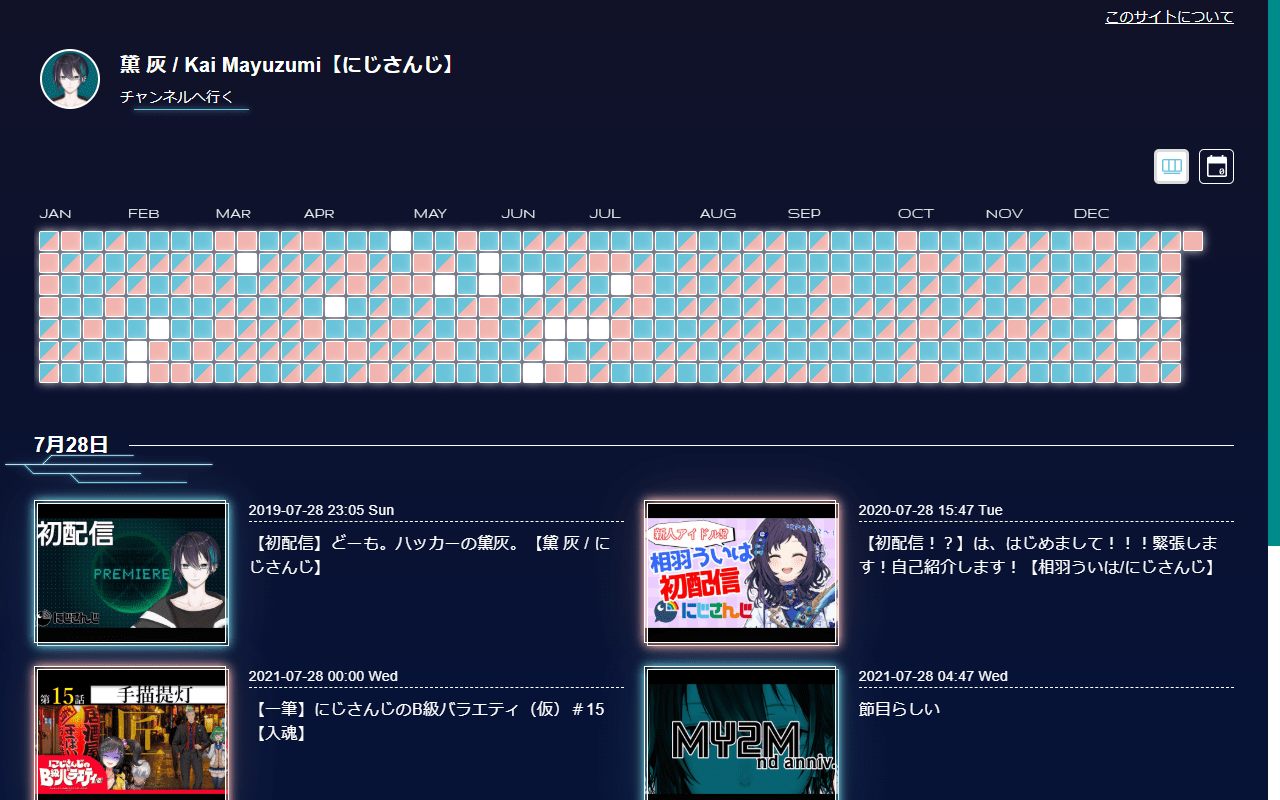 このサイトについて
黛 灰 / Kai Mayuzumi【にじさんじ】
チャンネルへ行く
JAN FEB MAR APR MAY JUN JUL AUG SEP OCT NOV DEC
7月28日
初配信
PREMIERE
にじさんじ
2019-07-28 23:05 Sun
【初配信】どーも。ハッカーの黛灰。【黛 灰 / に
じさんじ】
新人アイドル!?
相羽ういは
初配信
にじさんじ
2020-07-28 15:47 Tue
【初配信！？】は、はじめまして！！！緊張しま
す！自己紹介します！【相羽ういは/にじさんじ】
第15話 手描提灯
にじさんじの
B級バラエティ
2021-07-28 00:00 Wed
【一筆】にじさんじのB級バラエティ（仮）＃15
【入魂】
MY2M
nd anniv.
2021-07-28 04:47 Wed
節目らしい